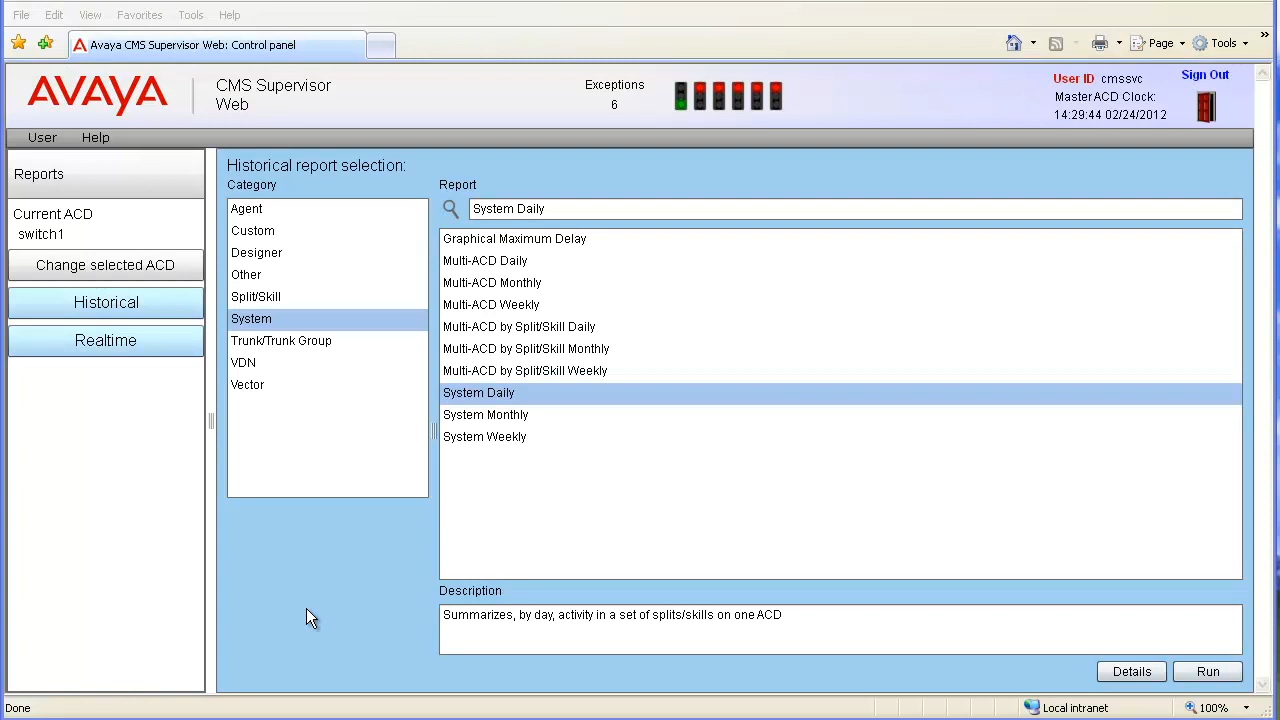 File Edit View Favorites Tools Help
Avaya CMS Supervisor Web: Control panel
Page Tools
AVAYA
CMS Supervisor
Web
Exceptions
6
User ID cmssvc
Master ACD Clock:
14:29:44 02/24/2012
Sign Out
User Help
Reports
Current ACD
switch1
Change selected ACD
Historical
Realtime
Historical report selection:
Category
Agent
Custom
Designer
Other
Split/Skill
System
Trunk/Trunk Group
VDN
Vector
Report
System Daily
Graphical Maximum Delay
Multi-ACD Daily
Multi-ACD Monthly
Multi-ACD Weekly
Multi-ACD by Split/Skill Daily
Multi-ACD by Split/Skill Monthly
Multi-ACD by Split/Skill Weekly
System Daily
System Monthly
System Weekly
Description
Summarizes, by day, activity in a set of splits/skills on one ACD
Details Run
Done Local intranet 100%